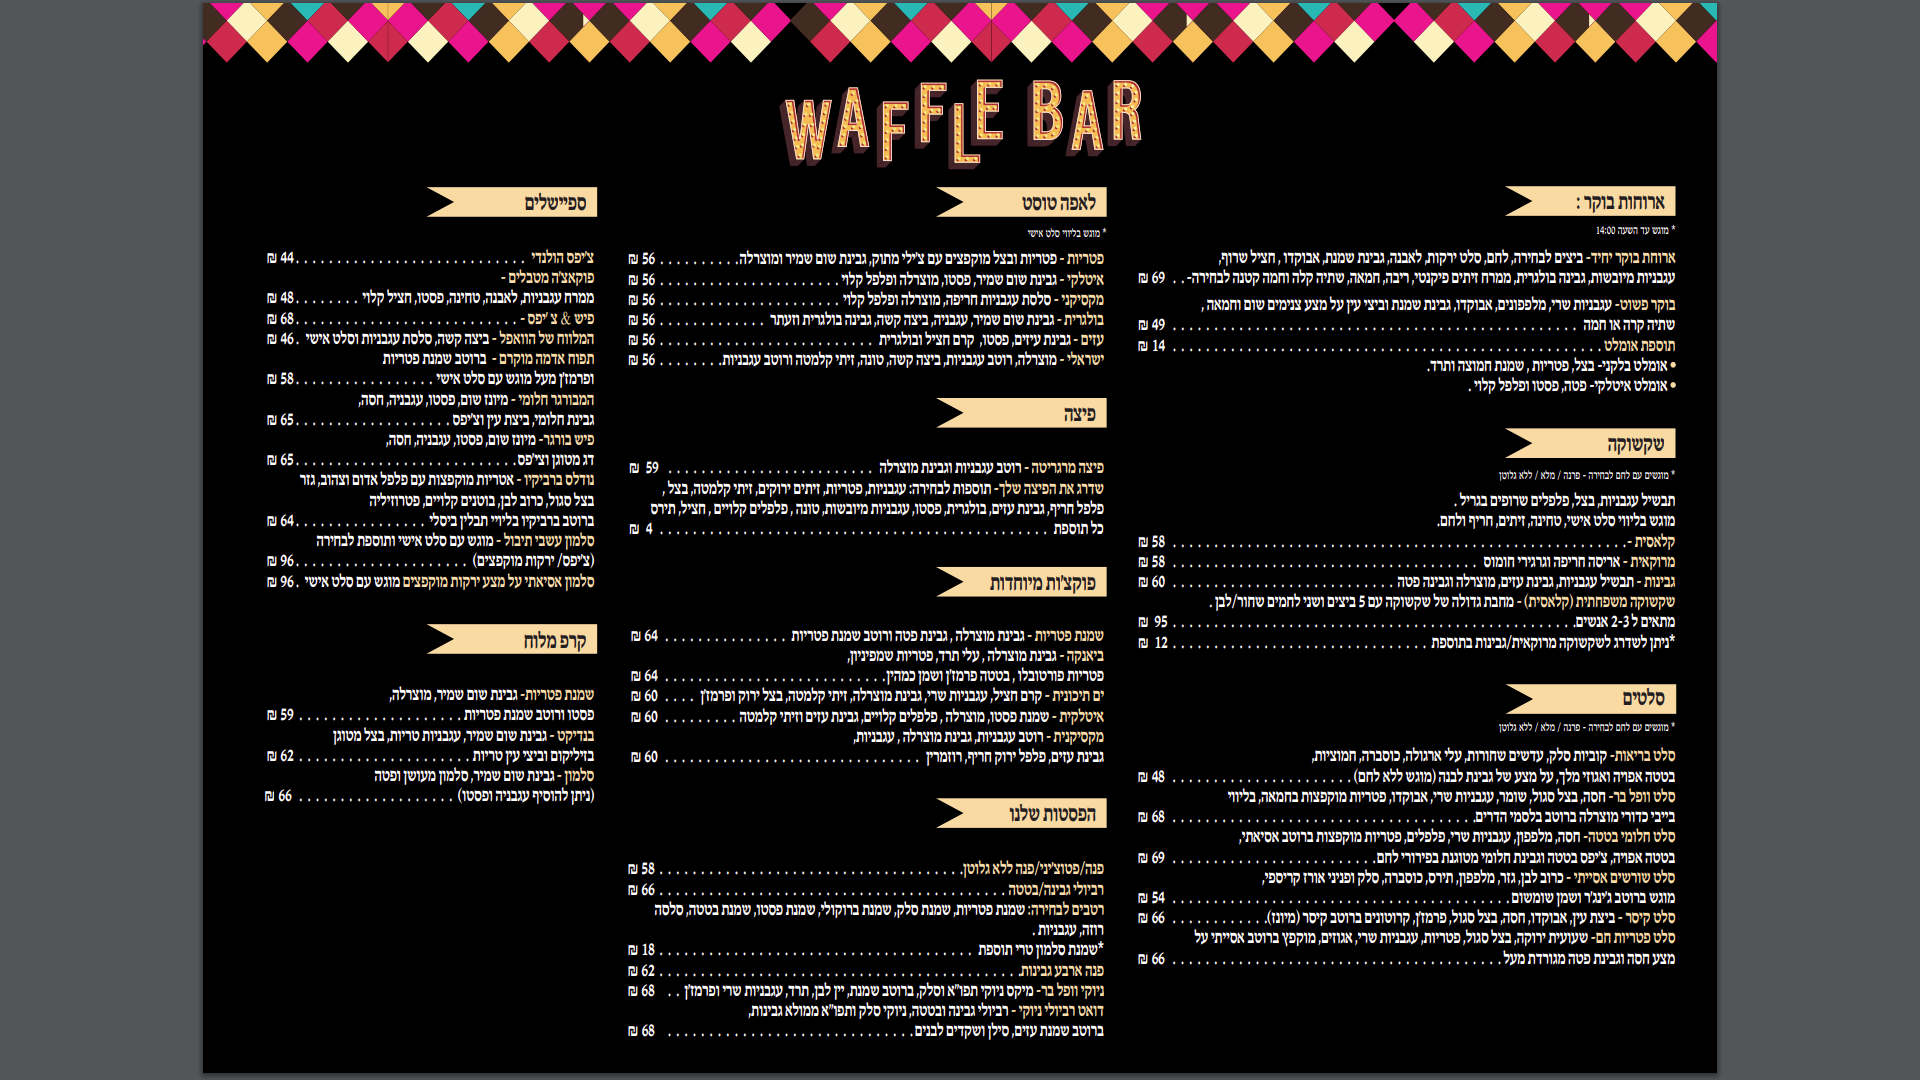 WAFFLE BAR
ארוחות בוקר :
* מוגש עד השעה 14:00
ארוחת בוקר יחיד- ביצים לבחירה, לחם, סלט ירקות, לאבנה, גבינת שמנת, אבוקדו , חציל שרוף,
עגבניות מיובשות, גבינה בולגרית, ממרח זיתים פיקנטי, ריבה, חמאה, שתיה קלה וחמה קטנה לבחירה-. . 69 ₪
בוקר פשוט- עגבניות שרי, מלפפונים, אבוקדו, גבינת שמנת וביצי עין על מצע צנימים שום וחמאה ,
שתיה קרה או חמה . . . . . . . . . . 49 ₪
תוספת אומלט . . . . . . . . . . 14 ₪
• אומלט בלקני- בצל, פטריות , שמנת חמוצה ותרד.
• אומלט איטלקי- פטה, פסטו ופלפל קלוי .
שקשוקה
* מוגשים עם לחם לבחירה - פרנה / מלא / ללא גלוטן
תבשיל עגבניות, בצל, פלפלים שרופים בגריל .
מוגש בליווי סלט אישי, טחינה, זיתים, חריף ולחם.
קלאסית - . . . . . . . . . . 58 ₪
מרוקאית - אריסה חריפה וגרגירי חומוס . . . . . . . . . . 58 ₪
גבינות - תבשיל עגבניות, גבינת עזים, מוצרלה וגבינה פטה . . . . . . . . . . 60 ₪
שקשוקה משפחתית (קלאסית) - מחבת גדולה של שקשוקה עם 5 ביצים ושני לחמים שחור/לבן .
מתאים ל 2-3 אנשים. . . . . . . . . . 95 ₪
*ניתן לשדרג לשקשוקה מרוקאית/גבינות בתוספת . . . . . . . . . . 12 ₪
סלטים
* מוגשים עם לחם לבחירה - פרנה / מלא / ללא גלוטן
סלט בריאות- קוביות סלק, עדשים שחורות, עלי ארגולה, כוסברה, חמוציות,
בטטה אפויה ואגוזי מלך, על מצע של גבינת לבנה (מוגש ללא לחם) . . . . . . . . . . 48 ₪
סלט וופל בר- חסה, בצל סגול, שומר, עגבניות שרי, אבוקדו, פטריות מוקפצות בחמאה, בליווי
בייבי כדורי מוצרלה ברוטב בלסמי הדרים. . . . . . . . . . 68 ₪
סלט חלומי בטטה- חסה, מלפפון, עגבניות שרי, פלפלים, פטריות מוקפצות ברוטב אסיאתי,
בטטה אפויה, צ'יפס בטטה וגבינת חלומי מטוגנת בפירורי לחם . . . . . . . . . . 69 ₪
סלט שורשים אסייתי - כרוב לבן, גזר, מלפפון, תירס, כוסברה, סלק ופניני אורז קריספי,
מוגש ברוטב ג'ינג'ר ושמן שומשום . . . . . . . . . . 54 ₪
סלט קיסר - ביצת עין, אבוקדו, חסה, בצל סגול, פרמז'ן, קרוטונים ברוטב קיסר (מיונז). . . . . . . . . . 66 ₪
סלט פטריות חם- שעועית ירוקה, בצל סגול, פטריות, עגבניות שרי, אגוזים, מוקפץ ברוטב אסייתי על
מצע חסה וגבינת פטה מגורדת מעל . . . . . . . . . . 66 ₪
לאפה טוסט
* מוגש בליווי סלט אישי
פטריות - פטריות ובצל מוקפצים עם צ'ילי מתוק, גבינת שום שמיר ומוצרלה. . . . . . . . . . 56 ₪
איטלקי - גבינת שום שמיר, פסטו, מוצרלה ופלפל קלוי . . . . . . . . . . 56 ₪
מקסיקני - סלסת עגבניות חריפה, מוצרלה ופלפל קלוי . . . . . . . . . . 56 ₪
בולגרית - גבינת שום שמיר, עגבניה, ביצה קשה, גבינה בולגרית וזעתר . . . . . . . . . . 56 ₪
עזים - גבינת עיזים, פסטו, קרם חציל ובולגרית . . . . . . . . . . 56 ₪
ישראלי - מוצרלה, רוטב עגבניות, ביצה קשה, טונה, זיתי קלמטה ורוטב עגבניות. . . . . . . . 56 ₪
פיצה
פיצה מרגריטה - רוטב עגבניות וגבינת מוצרלה . . . . . . . . . . 59 ₪
שדרג את הפיצה שלך- תוספות לבחירה: עגבניות, פטריות, זיתים ירוקים, זיתי קלמטה, בצל ,
פלפל חריף, גבינת עזים, בולגרית, פסטו, עגבניות מיובשות, טונה , פלפלים קלויים , חציל, תירס
כל תוספת . . . . . . . . . . 4 ₪
פוקצ'ות מיוחדות
שמנת פטריות - גבינת מוצרלה , גבינת פטה ורוטב שמנת פטריות . . . . . . . . . . 64 ₪
ביאנקה - גבינת מוצרלה , עלי תרד, פטריות שמפיניון,
פטריות פורטובלו , בטטה פרמז'ן ושמן כמהין. . . . . . . . . . 64 ₪
ים תיכונית - קרם חציל, עגבניות שרי, גבינת מוצרלה, זיתי קלמטה, בצל ירוק ופרמז'ן . . . . 60 ₪
איטלקית - שמנת פסטו, מוצרלה , פלפלים קלויים, גבינת עזים וזיתי קלמטה . . . . . . . . . 60 ₪
מקסיקנית - רוטב עגבניות, גבינת מוצרלה , עגבניות,
גבינת עזים, פלפל ירוק חריף, רוזמרין . . . . . . . . . . 60 ₪
הפסטות שלנו
פנה/פטוצ'יני/פנה ללא גלוטן. . . . . . . . . . 58 ₪
רביולי גבינה/בטטה . . . . . . . . . . 66 ₪
רטבים לבחירה: שמנת פטריות, שמנת סלק, שמנת ברוקולי, שמנת פסטו, שמנת בטטה, סלסה
רוזה, עגבניות .
*שמנת סלמון טרי תוספת . . . . . . . . . . 18 ₪
פנה ארבע גבינות. . . . . . . . . . 62 ₪
ניוקי וופל בר- מיקס ניוקי תפו"א וסלק, ברוטב שמנת, יין לבן, תרד, עגבניות שרי ופרמז'ן . . 68 ₪
דואט רביולי ניוקי - רביולי גבינה ובטטה, ניוקי סלק ותפו"א ממולא גבינות,
ברוטב שמנת עזים, סילן ושקדים לבנים . . . . . . . . . . 68 ₪
ספיישלים
צ'יפס הולנדי . . . . . . . . . . 44 ₪
פוקאצ'ה מטבלים -
ממרח עגבניות, לאבנה, טחינה, פסטו, חציל קלוי . . . . . . . . 48 ₪
פיש & צ'יפס - . . . . . . . . . . 68 ₪
המלווח של הוואפל - ביצה קשה, סלסת עגבניות וסלט אישי . 46 ₪
תפוח אדמה מוקרם - ברוטב שמנת פטריות
ופרמז'ן מעל מוגש עם סלט אישי . . . . . . . . . . 58 ₪
המבורגר חלומי - מיונז שום, פסטו, עגבניה, חסה,
גבינת חלומי, ביצת עין וצ'יפס . . . . . . . . . . 65 ₪
פיש בורגר- מיונז שום, פסטו, עגבניה, חסה,
דג מטוגן וצ'יפס. . . . . . . . . . 65 ₪
נודלס ברביקיו - אטריות מוקפצות עם פלפל אדום וצהוב, גזר
בצל סגול, כרוב לבן, בוטנים קלויים, פטרוזיליה
ברוטב ברביקיו בליווי תבלין ביסלי . . . . . . . . . . 64 ₪
סלמון עשבי תיבול - מוגש עם סלט אישי ותוספת לבחירה
(צ'יפס/ ירקות מוקפצים) . . . . . . . . . . 96 ₪
סלמון אסיאתי על מצע ירקות מוקפצים מוגש עם סלט אישי . 96 ₪
קרפ מלוח
שמנת פטריות- גבינת שום שמיר, מוצרלה,
פסטו ורוטב שמנת פטריות . . . . . . . . . . 59 ₪
בנדיקט - גבינת שום שמיר, עגבניות טריות, בצל מטוגן
בזיליקום וביצי עין טריות . . . . . . . . . . 62 ₪
סלמון - גבינת שום שמיר, סלמון מעושן ופטה
(ניתן להוסיף עגבניה ופסטו) . . . . . . . . . . 66 ₪